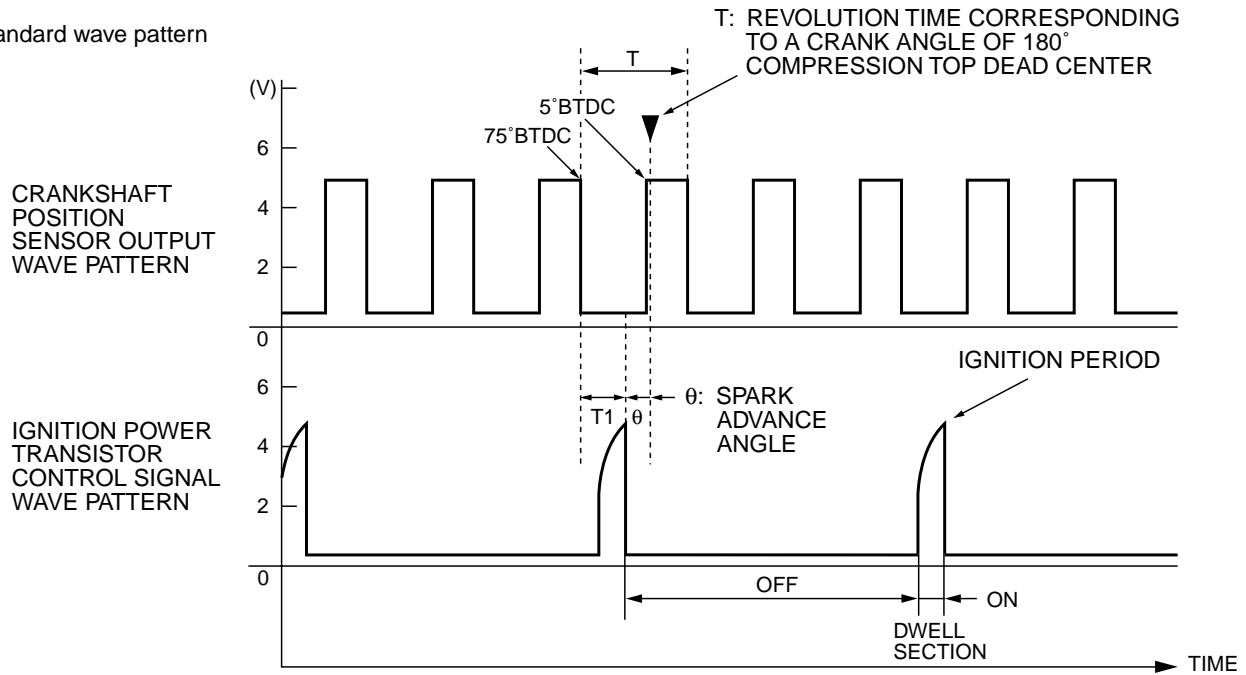 T: REVOLUTION TIME CORRESPONDING
TO A CRANK ANGLE OF 180˚
COMPRESSION TOP DEAD CENTER
wave pattern
T
(V)
5˚BTDC
75˚BTDC
6
4
2
0
CRANKSHAFT
POSITION
SENSOR OUTPUT
WAVE PATTERN
IGNITION PERIOD
6
4
2
0
T1
θ
θ: SPARK
ADVANCE
ANGLE
IGNITION POWER
TRANSISTOR
CONTROL SIGNAL
WAVE PATTERN
OFF
ON
DWELL
SECTION
TIME